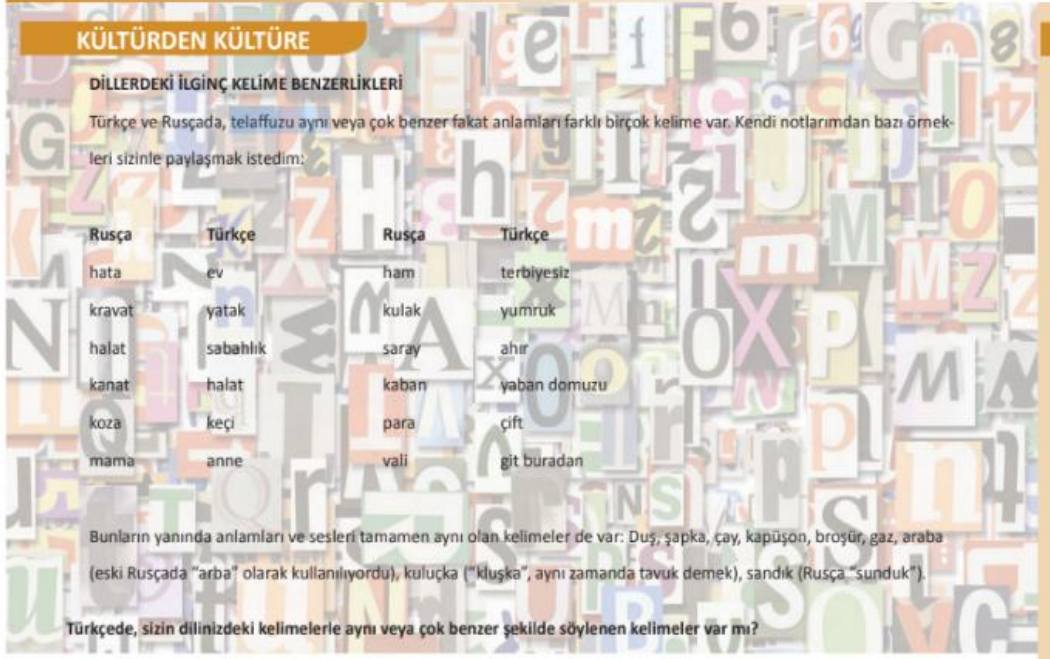 KÜLTÜRDEN KÜLTÜRE
DİLLERDEKİ İLGİNÇ KELİME BENZERLİKLERİ
Türkçe ve Rusçada, telaffuzu aynı veya çok benzer fakat anlamları farklı birçok kelime var. Kendi notlarımdan bazı örnek-
leri sizinle paylaşmak istedim:
Rusça Türkçe Rusça Türkçe
hata ev ham terbiyesiz
kravat yatak kulak yumruk
halat sabahlık saray ahır
kanat halat kaban yaban domuzu
koza keçi para çift
mama anne vali git buradan
Bunların yanında anlamları ve sesleri tamamen aynı olan kelimeler de var: Duş, şapka, çay, kapüşon, broşür, gaz, araba
(eski Rusçada "arba" olarak kullanılıyordu), kuluçka ("kluşka", aynı zamanda tavuk demek), sandık (Rusça "sunduk").
Türkçede, sizin dilinizdeki kelimelerle aynı veya çok benzer şekilde söylenen kelimeler var mı?